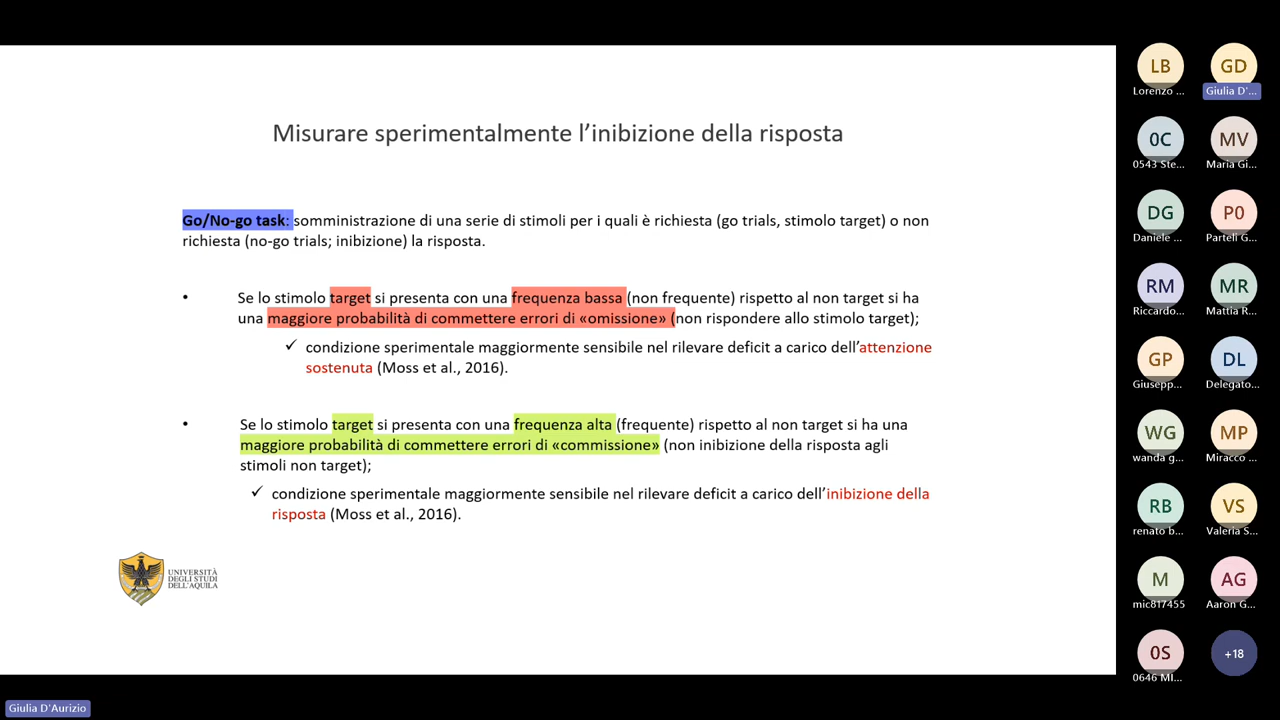 Misurare sperimentalmente l’inibizione della risposta
Go/No-go task: somministrazione di una serie di stimoli per i quali è richiesta (go trials, stimolo target) o non
richiesta (no-go trials; inibizione) la risposta.
• Se lo stimolo target si presenta con una frequenza bassa (non frequente) rispetto al non target si ha
una maggiore probabilità di commettere errori di «omissione» (non rispondere allo stimolo target);
✓ condizione sperimentale maggiormente sensibile nel rilevare deficit a carico dell’attenzione
sostenuta (Moss et al., 2016).
• Se lo stimolo target si presenta con una frequenza alta (frequente) rispetto al non target si ha una
maggiore probabilità di commettere errori di «commissione» (non inibizione della risposta agli
stimoli non target);
✓ condizione sperimentale maggiormente sensibile nel rilevare deficit a carico dell’inibizione della
risposta (Moss et al., 2016).
UNIVERSITÀ
DEGLI STUDI
DELL'AQUILA
Giulia D'Aurizio
LB
Lorenzo ...
GD
Giulia D'...
0C
0543 Ste...
MV
Maria Gi...
DG
Daniele ...
P0
Parteli G...
RM
Riccardo...
MR
Mattia R...
GP
Giusepp...
DL
Delegato...
WG
wanda g...
MP
Miracco ...
RB
renato b...
VS
Valeria S...
M
mic817455
AG
Aaron G...
0S
0646 MI...
+18